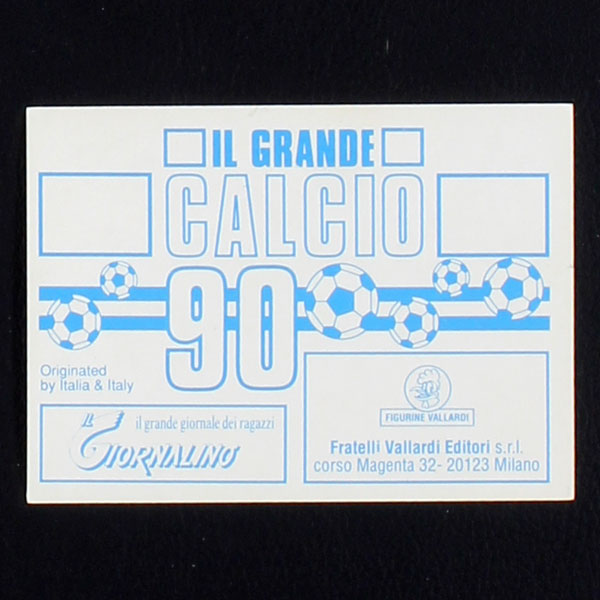 IL GRANDE
CALCIO
90
Originated
by Italia & Italy
il grande giornale dei ragazzi
IL GIORNALINO
FIGURINE VALLARDI
Fratelli Vallardi Editori s.r.l.
corso Magenta 32- 20123 Milano